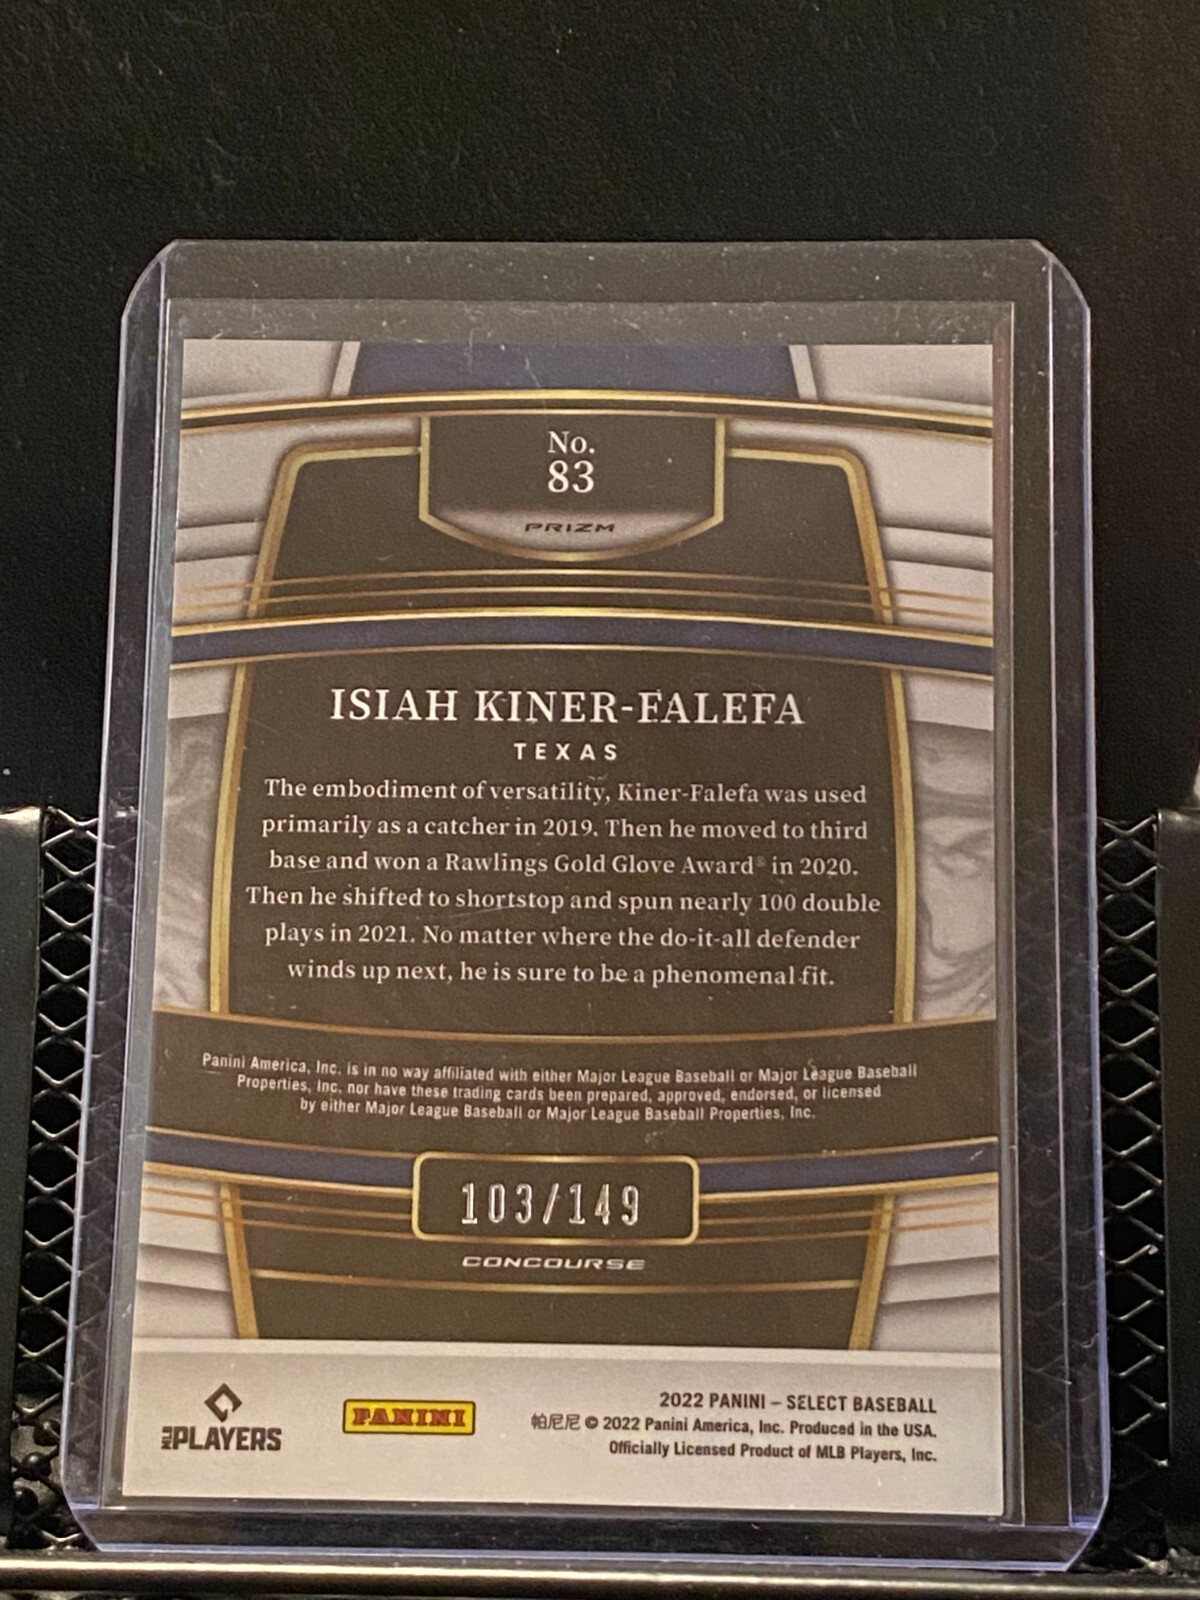 No.
83
PRIZM
ISIAH KINER-FALEFA
TEXAS
The embodiment of versatility, Kiner-Falefa was used
primarily as a catcher in 2019. Then he moved to third
base and won a Rawlings Gold Glove Award® in 2020.
Then he shifted to shortstop and spun nearly 100 double
plays in 2021. No matter where the do-it-all defender
winds up next, he is sure to be a phenomenal fit.
Panini America, Inc. is in no way affiliated with either Major League Baseball or Major League Baseball
Properties, Inc. nor have these trading cards been prepared, approved, endorsed, or licensed
by either Major League Baseball or Major League Baseball Properties, Inc.
103/149
CONCOURSE
MLB PLAYERS
PANINI
2022 PANINI – SELECT BASEBALL
帕尼尼 © 2022 Panini America, Inc. Produced in the USA.
Officially Licensed Product of MLB Players, Inc.